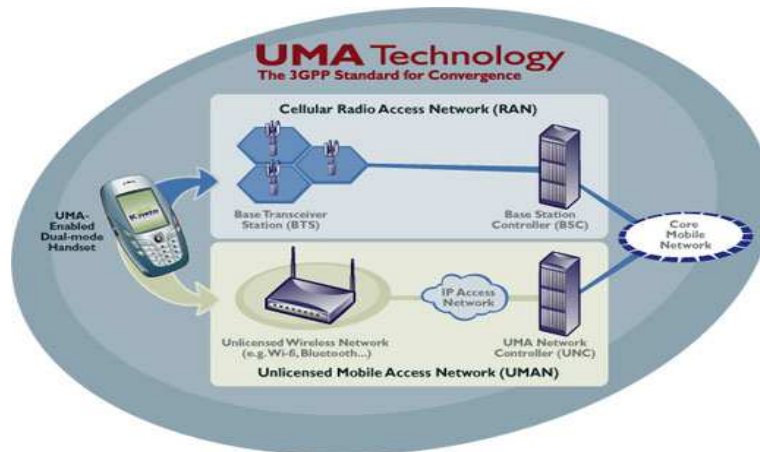 UMA Technology
The 3GPP Standard for Convergence
Cellular Radio Access Network (RAN)
Base Transceiver
Station (BTS)
Base Station
Controller (BSC)
UMA-
Enabled
Dual-mode
Handset
Kineto
Core
Mobile
Network
IP Access
Network
Unlicensed Wireless Network
(e.g. Wi-fi, Bluetooth...)
UMA Network
Controller (UNC)
Unlicensed Mobile Access Network (UMAN)